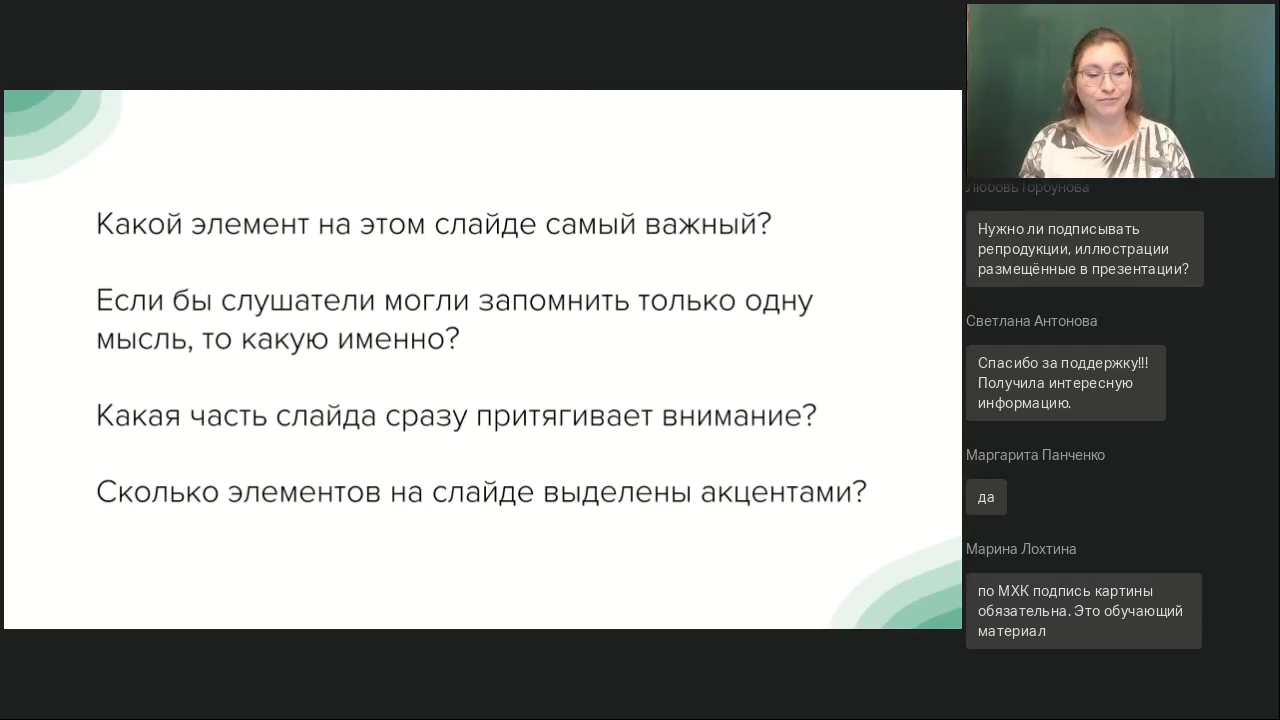 Какой элемент на этом слайде самый важный?
Если бы слушатели могли запомнить только одну
мысль, то какую именно?
Какая часть слайда сразу притягивает внимание?
Сколько элементов на слайде выделены акцентами?
Любовь Горбунова
Нужно ли подписывать
репродукции, иллюстрации
размещённые в презентации?
Светлана Антонова
Спасибо за поддержку!!!
Получила интересную
информацию.
Маргарита Панченко
да
Марина Лохтина
по МХК подпись картины
обязательна. Это обучающий
материал